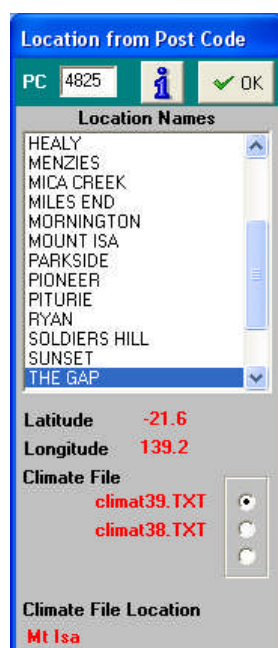 Location from Post Code
PC 4825 i OK
Location Names
HEALY
MENZIES
MICA CREEK
MILES END
MORNINGTON
MOUNT ISA
PARKSIDE
PIONEER
PITURIE
RYAN
SOLDIERS HILL
SUNSET
THE GAP
Latitude -21.6
Longitude 139.2
Climate File
climat39.TXT
climat38.TXT
Climate File Location
Mt Isa